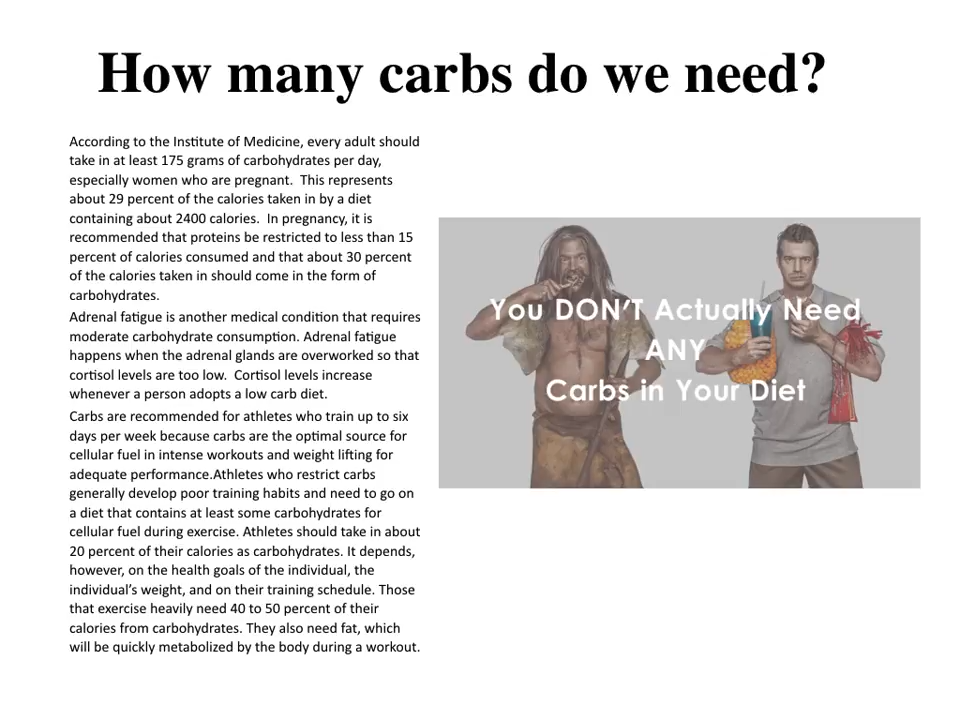 How many carbs do we need?
According to the Institute of Medicine, every adult should
take in at least 175 grams of carbohydrates per day,
especially women who are pregnant.  This represents
about 29 percent of the calories taken in by a diet
containing about 2400 calories.  In pregnancy, it is
recommended that proteins be restricted to less than 15
percent of calories consumed and that about 30 percent
of the calories taken in should come in the form of
carbohydrates.
Adrenal fatigue is another medical condition that requires
moderate carbohydrate consumption. Adrenal fatigue
happens when the adrenal glands are overworked so that
cortisol levels are too low.  Cortisol levels increase
whenever a person adopts a low carb diet.
Carbs are recommended for athletes who train up to six
days per week because carbs are the optimal source for
cellular fuel in intense workouts and weight lifting for
adequate performance.Athletes who restrict carbs
generally develop poor training habits and need to go on
a diet that contains at least some carbohydrates for
cellular fuel during exercise. Athletes should take in about
20 percent of their calories as carbohydrates. It depends,
however, on the health goals of the individual, the
individual's weight, and on their training schedule. Those
that exercise heavily need 40 to 50 percent of their
calories from carbohydrates. They also need fat, which
will be quickly metabolized by the body during a workout.
You DON'T Actually Need
ANY
Carbs in Your Diet